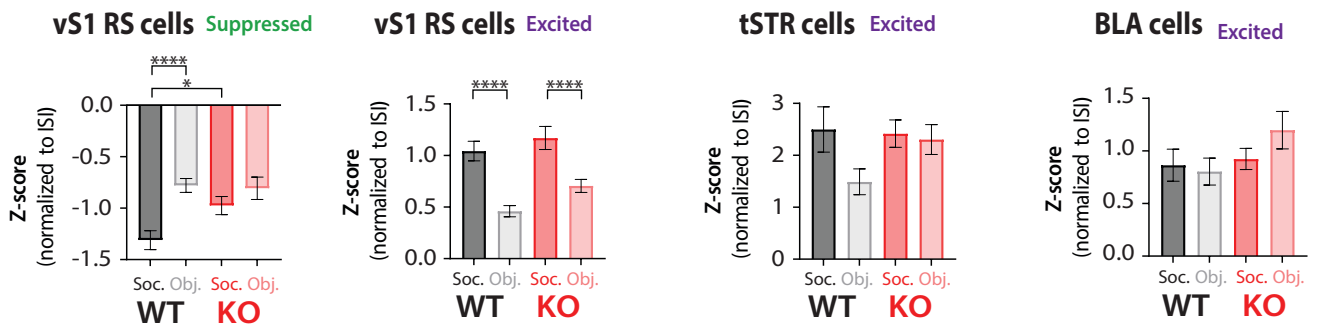 vS1 RS cells Suppressed
****
*
0.0
-0.5
-1.0
-1.5
Z-score
(normalized to ISI)
Soc. Obj. Soc. Obj.
WT KO
vS1 RS cells Excited
**** ****
1.5
1.0
0.5
0.0
Z-score
(normalized to ISI)
Soc. Obj. Soc. Obj.
WT KO
tSTR cells Excited
3
2
1
0
Z-score
(normalized to ISI)
Soc. Obj. Soc. Obj.
WT KO
BLA cells Excited
1.5
1.0
0.5
0.0
Z-score
(normalized to ISI)
Soc. Obj. Soc. Obj.
WT KO